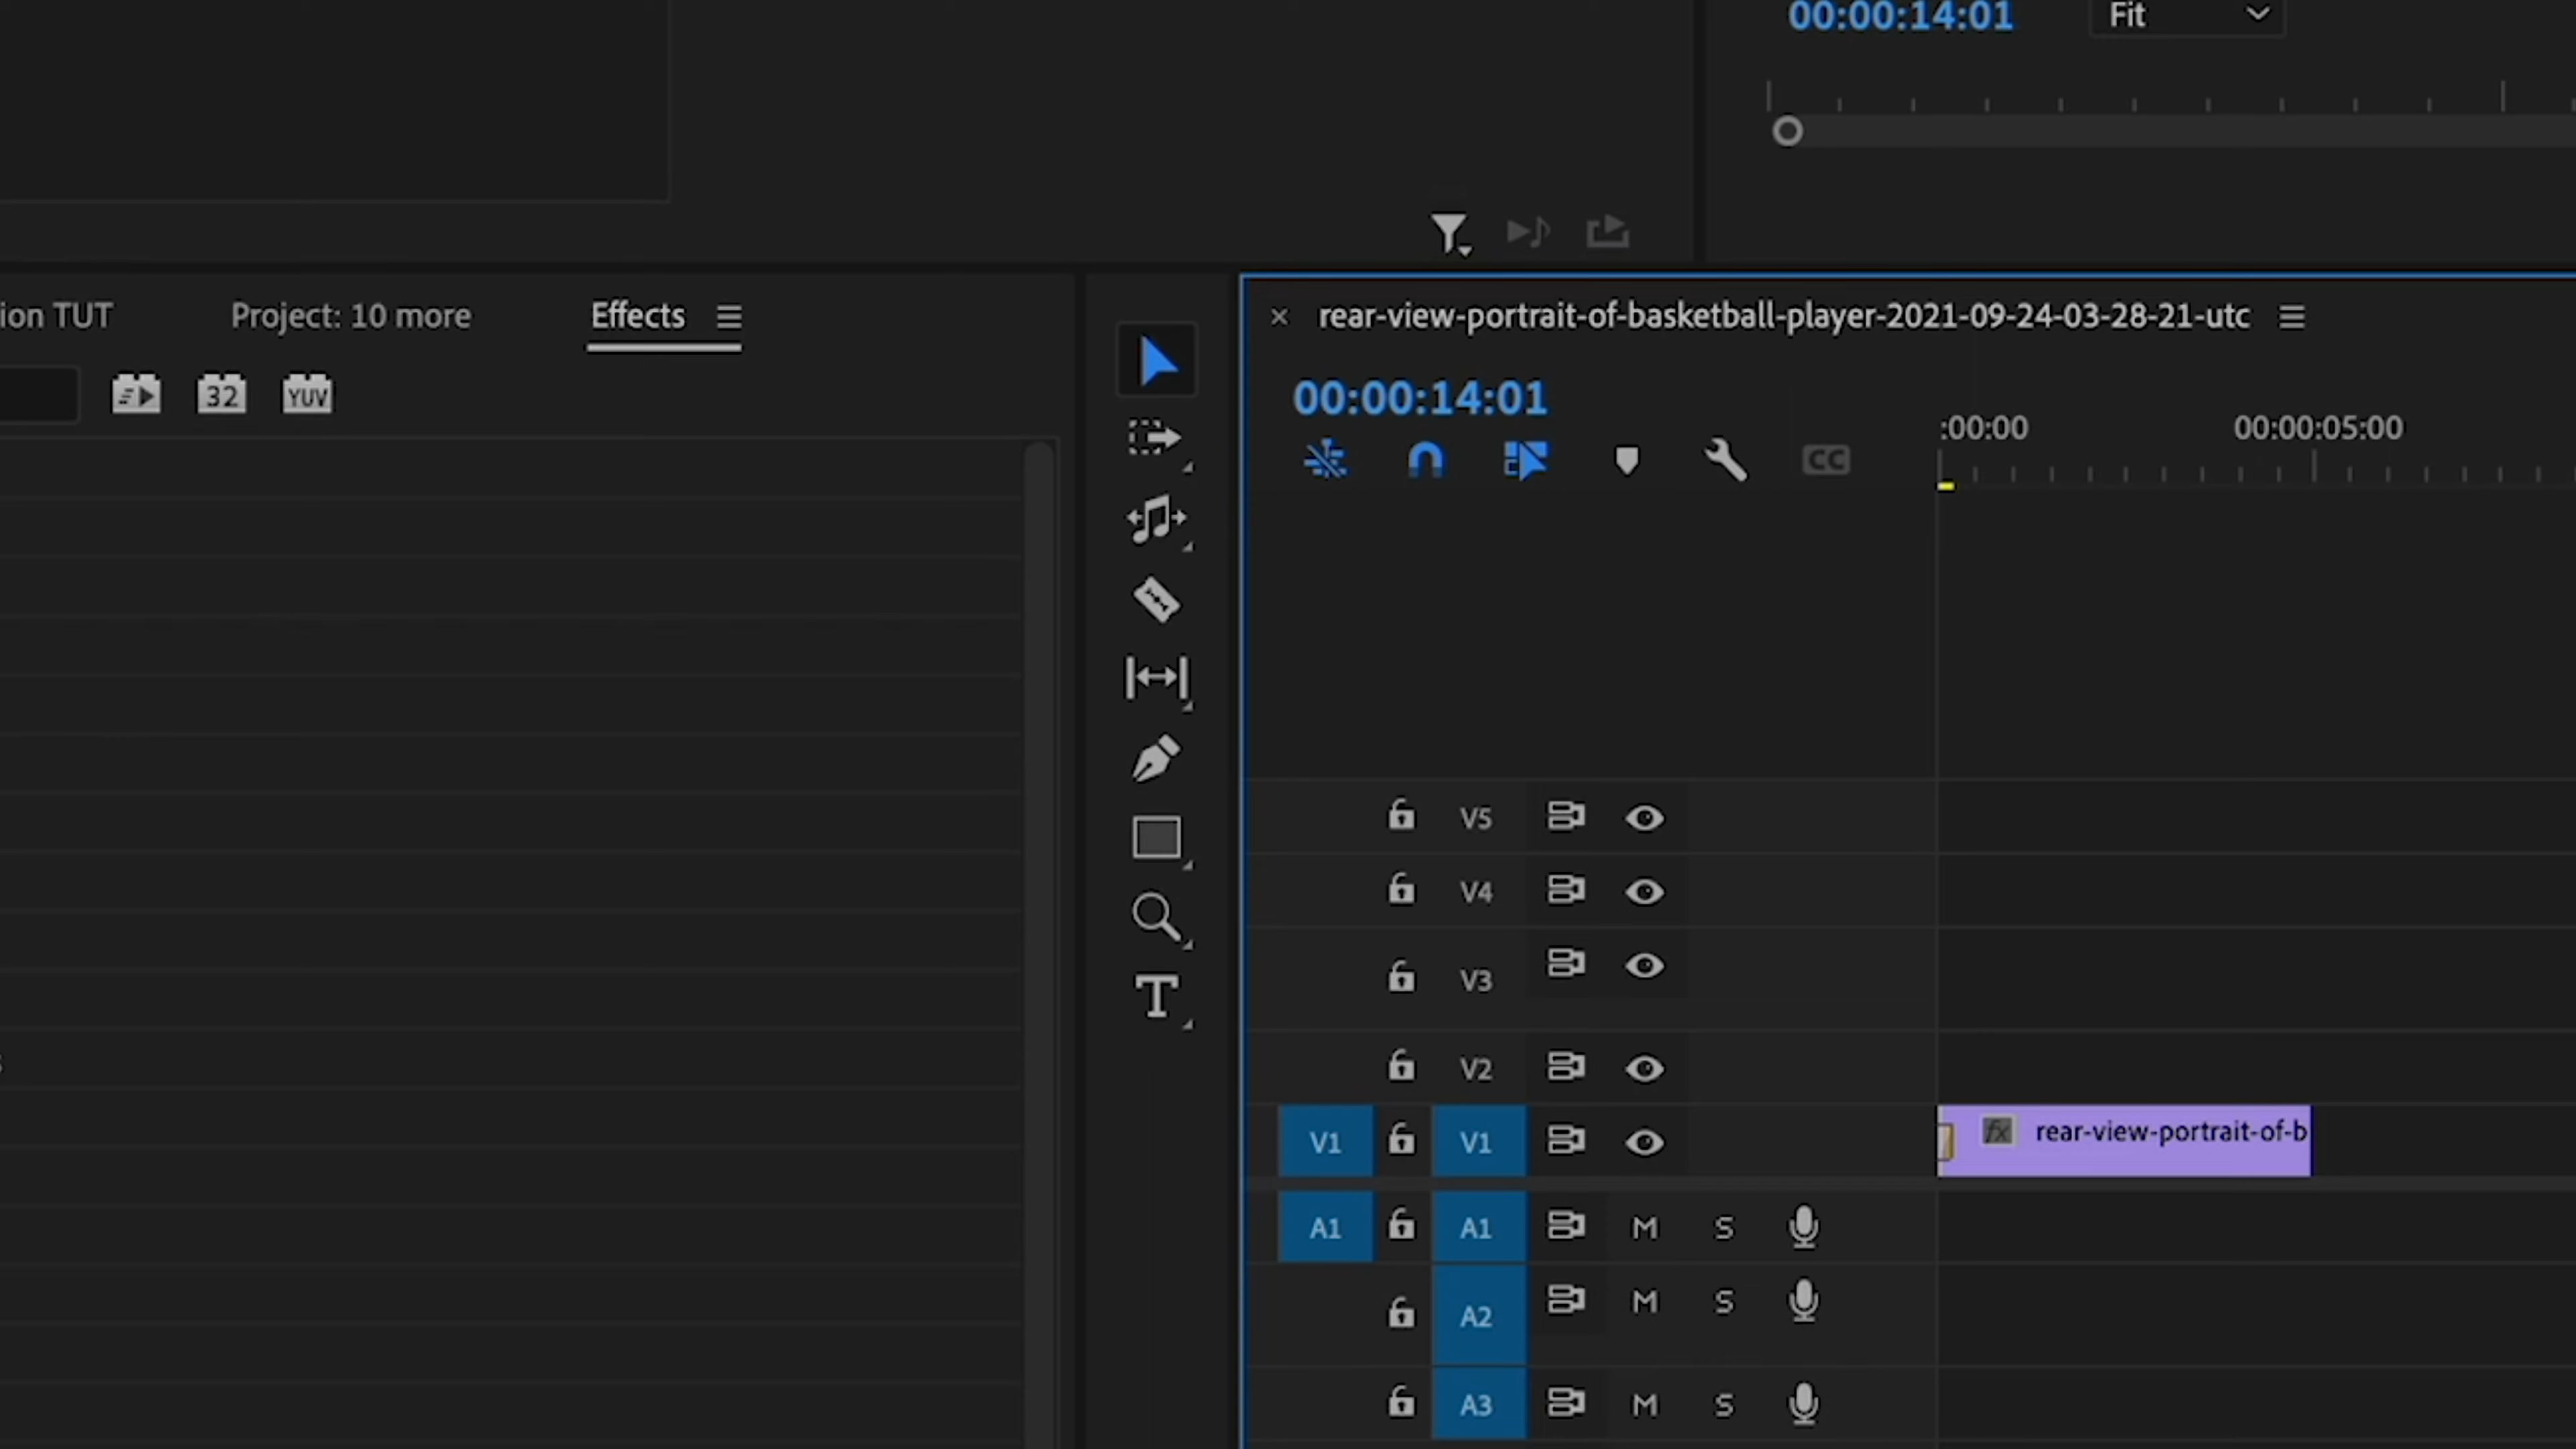 00:00:14:01
Fit
ion TUT
Project: 10 more
Effects
rear-view-portrait-of-basketball-player-2021-09-24-03-28-21-utc
32
YUV
00:00:14:01
:00:00
00:00:05:00
CC
T
V5
V4
V3
V2
V1
V1
fx
rear-view-portrait-of-b
A1
A1
M
S
A2
M
S
A3
M
S